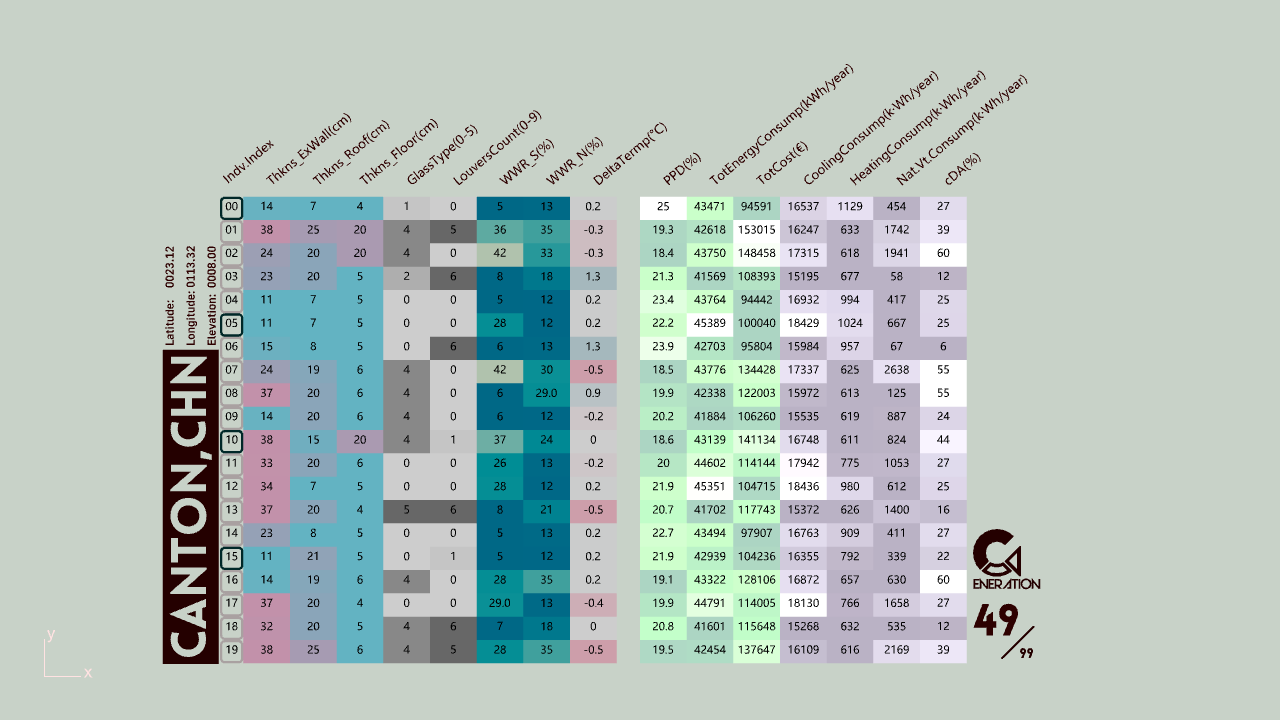 Indv.Index Thkns_ExWall(cm) Thkns_Roof(cm) Thkns_Floor(cm) GlassType(0-5) LouversCount(0-9) WWR_S(%) WWR_N(%) DeltaTermp(°C) PPD(%) TotEnergyConsump(kWh/year) TotCost(€) CoolingConsump(k·Wh/year) HeatingConsump(k·Wh/year) Nat.Vt.Consump(k·Wh/year) cDA(%)
00 14 7 4 1 0 5 13 0.2 25 43471 94591 16537 1129 454 27
01 38 25 20 4 5 36 35 -0.3 19.3 42618 153015 16247 633 1742 39
02 24 20 20 4 0 42 33 -0.3 18.4 43750 148458 17315 618 1941 60
03 23 20 5 2 6 8 18 1.3 21.3 41569 108393 15195 677 58 12
04 11 7 5 0 0 5 12 0.2 23.4 43764 94442 16932 994 417 25
05 11 7 5 0 0 28 12 0.2 22.2 45389 100040 18429 1024 667 25
06 15 8 5 0 6 6 13 1.3 23.9 42703 95804 15984 957 67 6
07 24 19 6 4 0 42 30 -0.5 18.5 43776 134428 17337 625 2638 55
08 37 20 6 4 0 6 29.0 0.9 19.9 42338 122003 15972 613 125 55
09 14 20 6 4 0 6 12 -0.2 20.2 41884 106260 15535 619 887 24
10 38 15 20 4 1 37 24 0 18.6 43139 141134 16748 611 824 44
11 33 20 6 0 0 26 13 -0.2 20 44602 114144 17942 775 1053 27
12 34 7 5 0 0 28 12 0.2 21.9 45351 104715 18436 980 612 25
13 37 20 4 5 6 8 21 -0.5 20.7 41702 117743 15372 626 1400 16
14 23 8 5 0 0 5 13 0.2 22.7 43494 97907 16763 909 411 27
15 11 21 5 0 1 5 12 0.2 21.9 42939 104236 16355 792 339 22
16 14 19 6 4 0 28 35 0.2 19.1 43322 128106 16872 657 630 60
17 37 20 4 0 0 29.0 13 -0.4 19.9 44791 114005 18130 766 1658 27
18 32 20 5 4 6 7 18 0 20.8 41601 115648 15268 632 535 12
19 38 25 6 4 5 28 35 -0.5 19.5 42454 137647 16109 616 2169 39
Latitude: 0023.12
Longitude: 0113.32
Elevation: 0008.00
CANTON,CHN
ENERATION
49/99
y
x